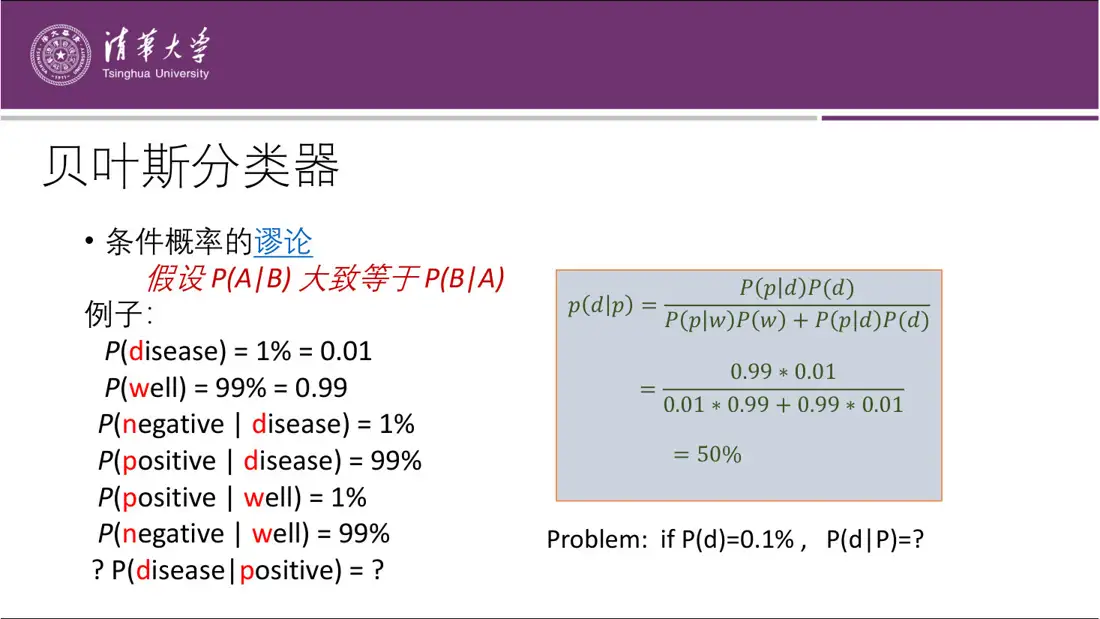 清华大学
Tsinghua University
贝叶斯分类器
• 条件概率的谬论
假设 P(A|B) 大致等于 P(B|A)
例子：
P(disease) = 1% = 0.01
P(well) = 99% = 0.99
P(negative | disease) = 1%
P(positive | disease) = 99%
P(positive | well) = 1%
P(negative | well) = 99%
? P(disease|positive) = ?
p(d|p) = P(p|d)P(d) / P(p|w)P(w) + P(p|d)P(d)
= 0.99 * 0.01 / 0.01 * 0.99 + 0.99 * 0.01
= 50%
Problem: if P(d)=0.1% , P(d|P)=?